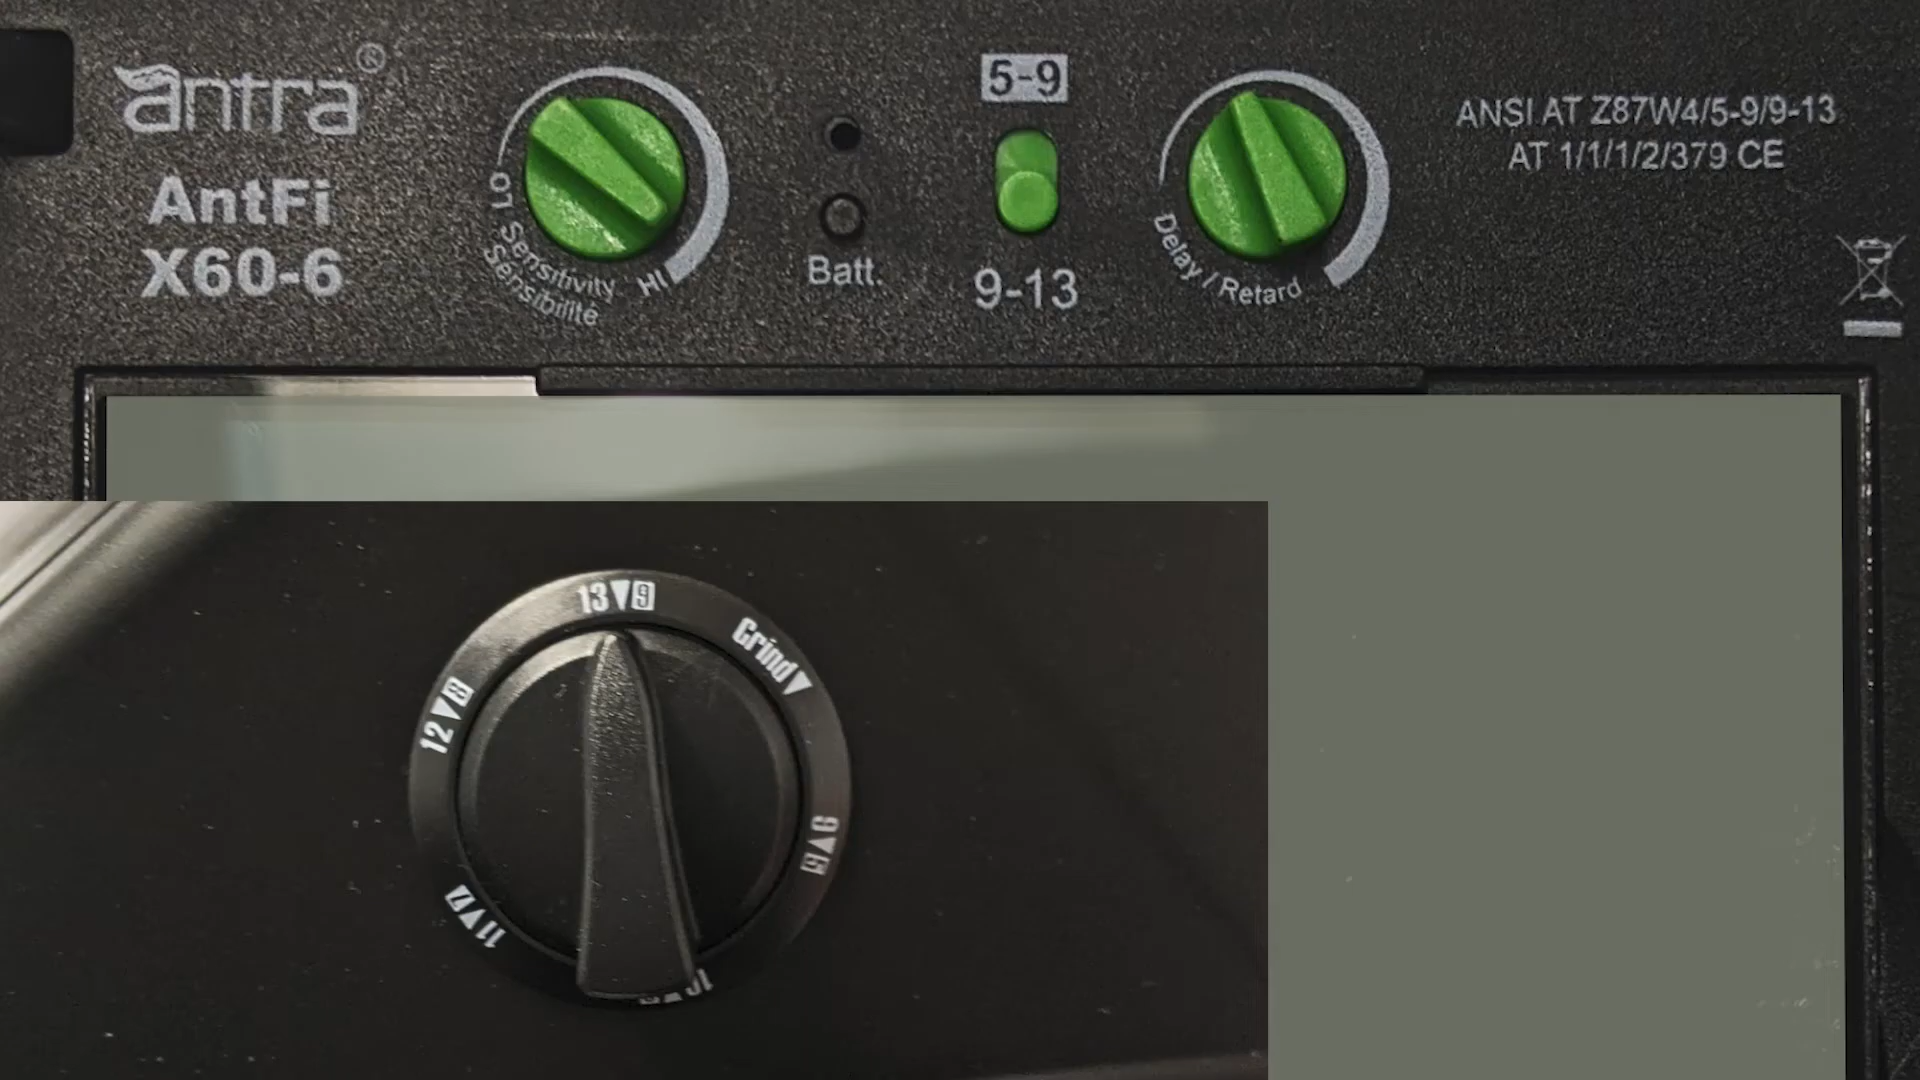 antra®
AntFi
X60-6
LO
HI
Sensitivity
Sensibilité
Batt.
5-9
9-13
Delay / Retard
ANSI AT Z87W4/5-9/9-13
AT 1/1/1/2/379 CE
13▼9
Grind▼
12▼8
9▼5
11▼7